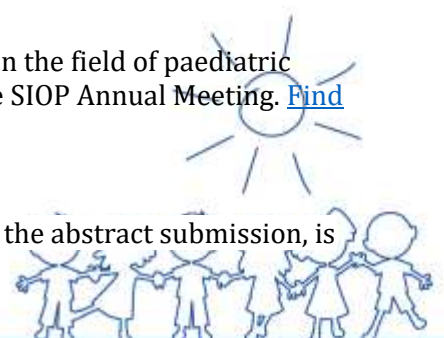 n the field of paediatric
e SIOP Annual Meeting. Find
the abstract submission, is